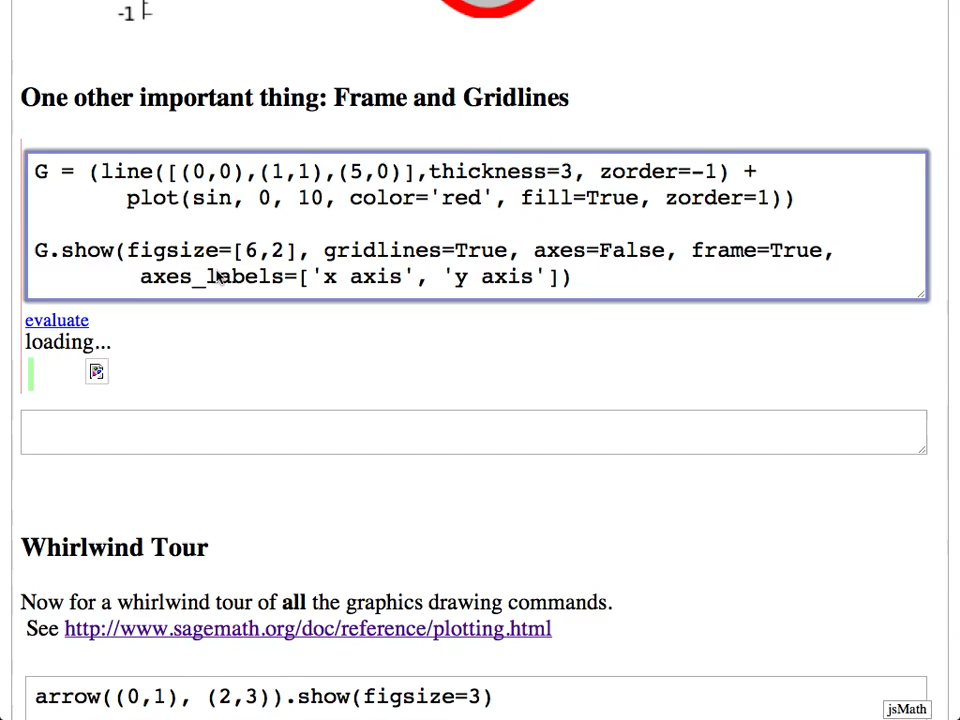 -1
One other important thing: Frame and Gridlines
G = (line([(0,0),(1,1),(5,0)],thickness=3, zorder=-1) +
plot(sin, 0, 10, color='red', fill=True, zorder=1))
G.show(figsize=[6,2], gridlines=True, axes=False, frame=True,
axes_labels=['x axis', 'y axis'])
evaluate
loading...
Whirlwind Tour
Now for a whirlwind tour of all the graphics drawing commands.
See http://www.sagemath.org/doc/reference/plotting.html
arrow((0,1), (2,3)).show(figsize=3)
jsMath